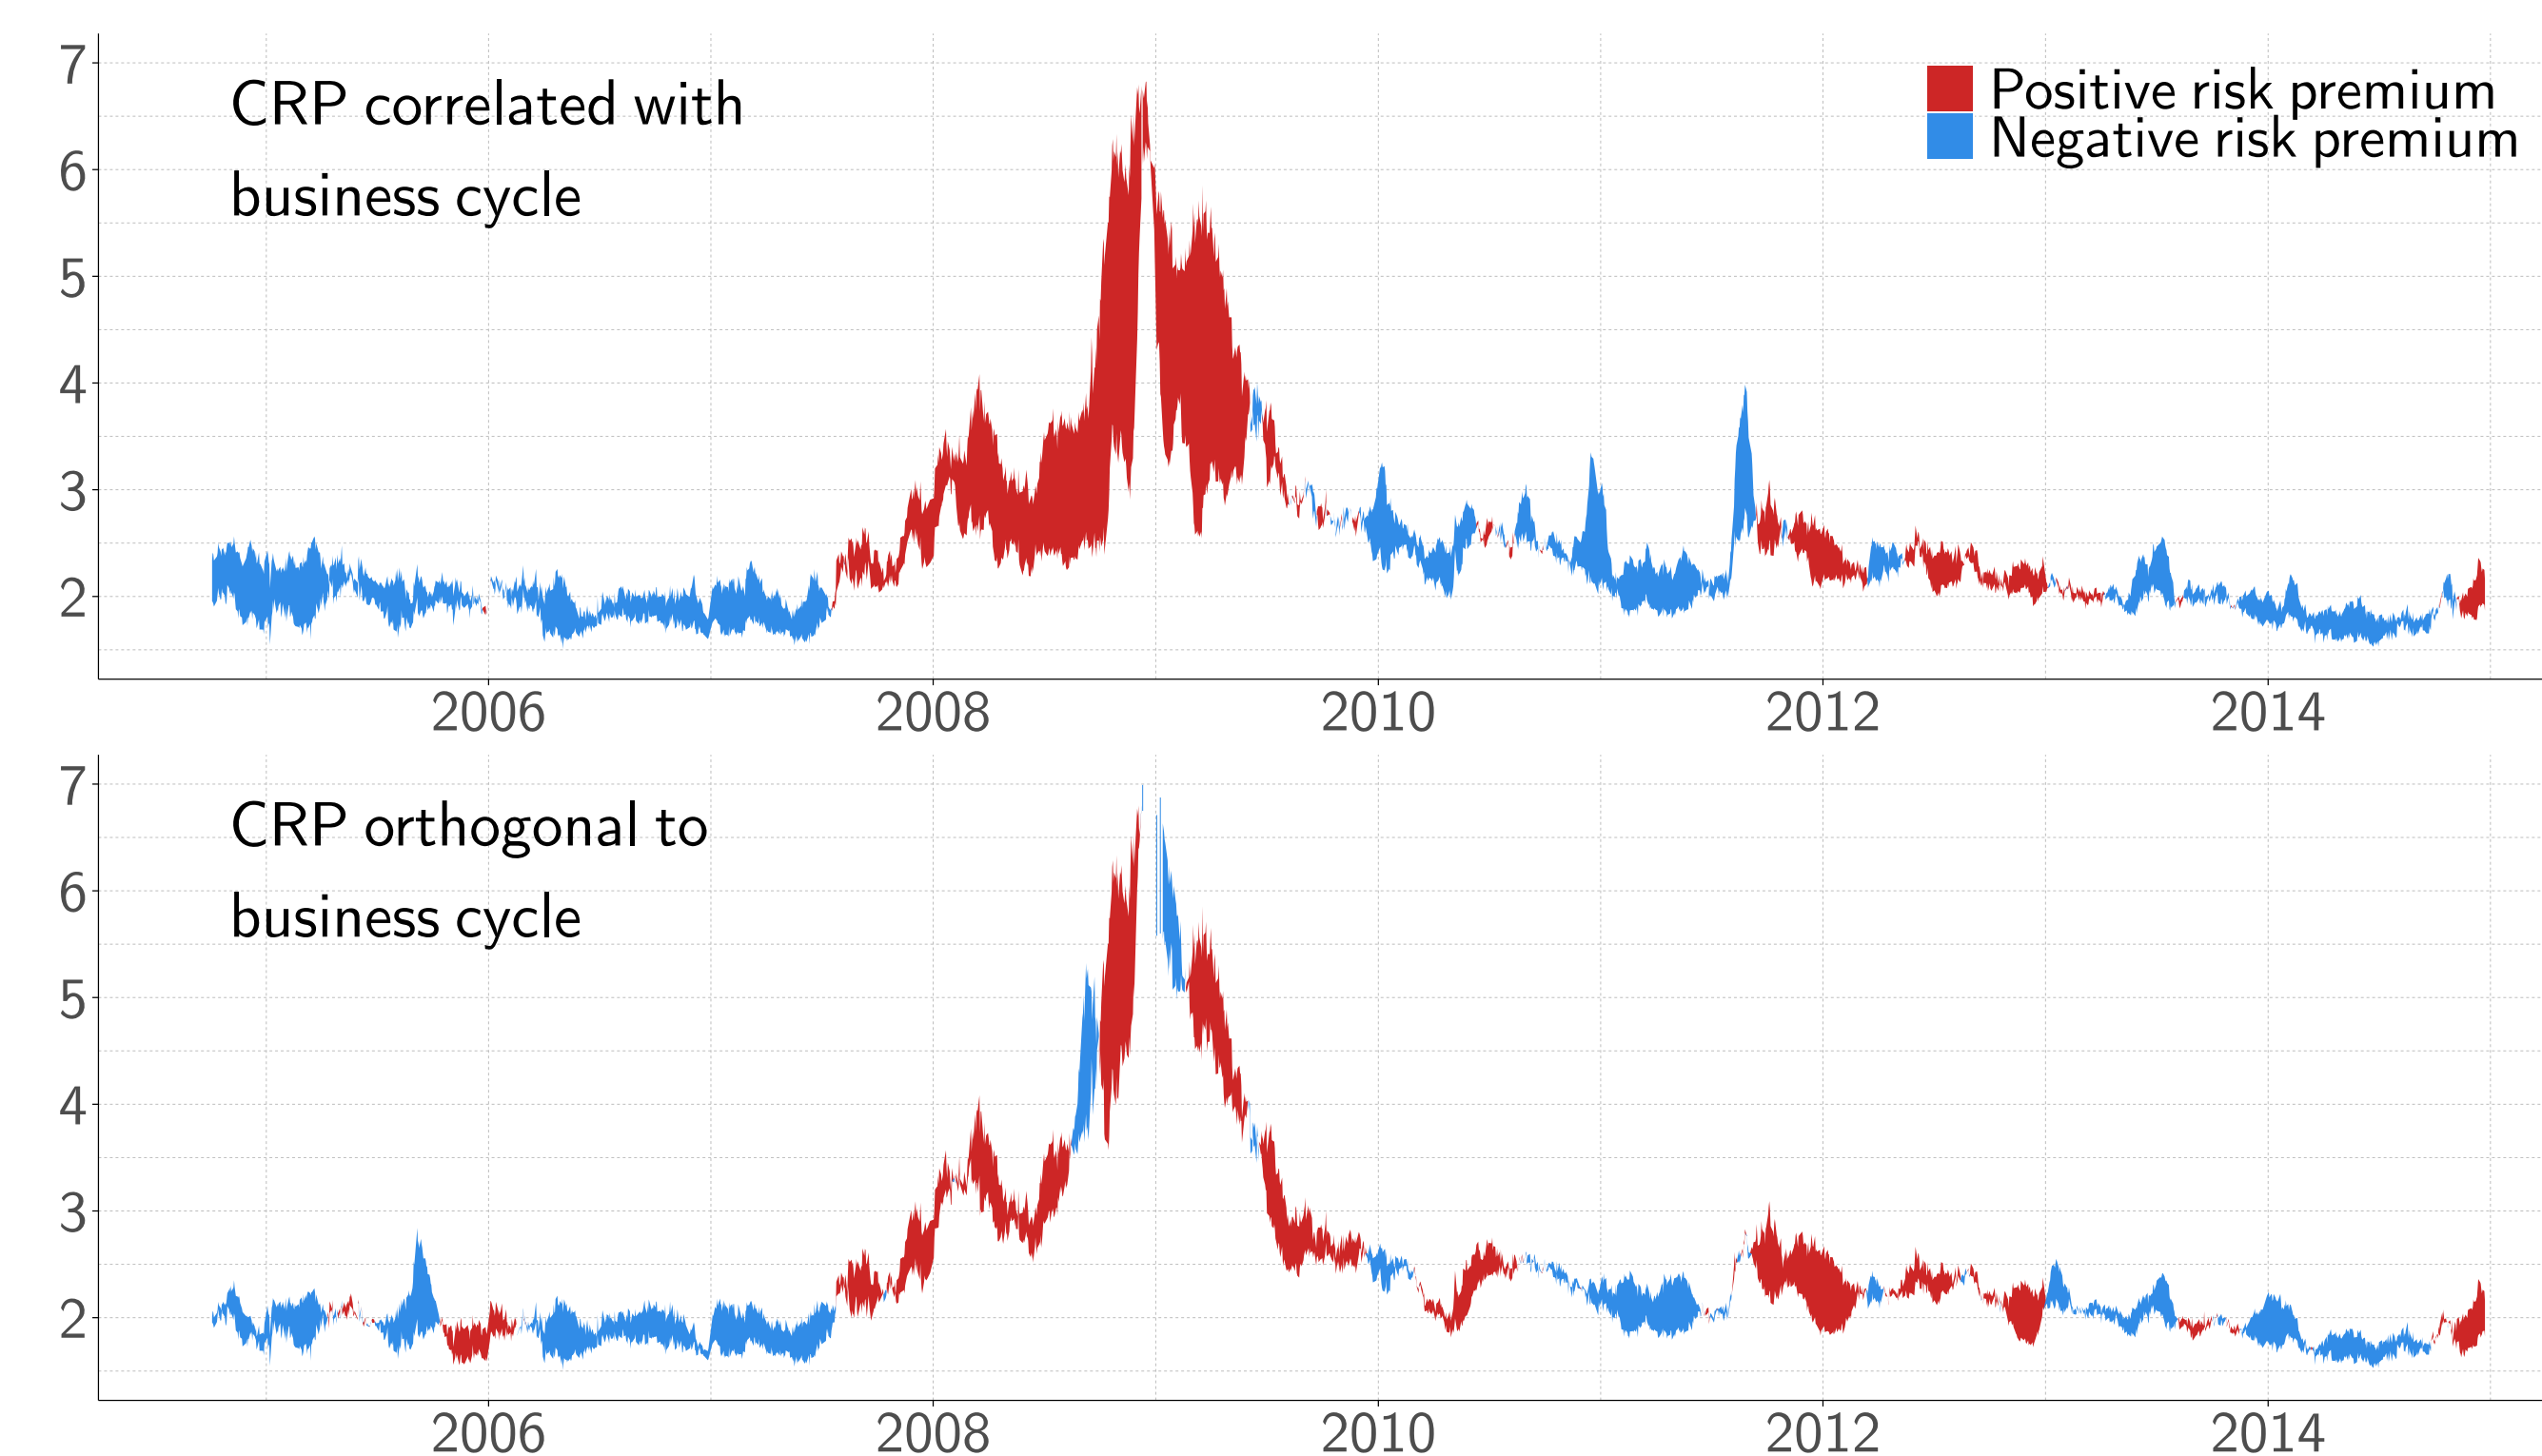 7
CRP correlated with
Positive risk premium
Negative risk premium
6
business cycle
5
4
3
2
2006 2008 2010 2012 2014
7
CRP orthogonal to
6
business cycle
5
4
3
2
2006 2008 2010 2012 2014